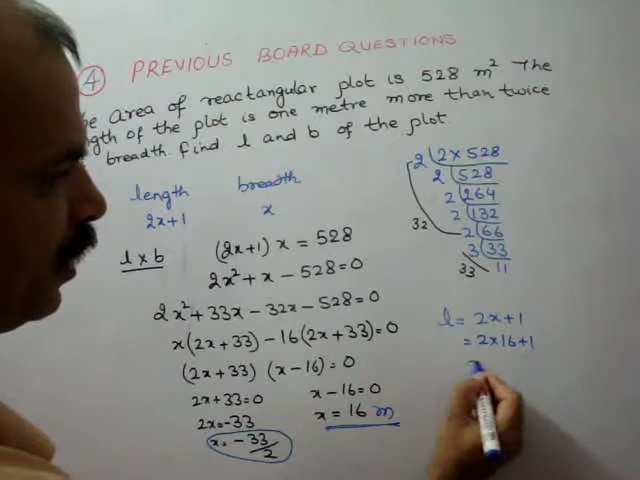 4 PREVIOUS BOARD QUESTIONS
area of reactangular plot is 528 m². The
of the plot is one metre more than twice
breadth. Find l and b of the plot.
length breadth
2x+1 x
l × b
(2x+1) x = 528
2x² + x - 528 = 0
2x² + 33x - 32x - 528 = 0
x(2x + 33) - 16(2x + 33) = 0
(2x + 33) (x - 16) = 0
2x + 33 = 0
2x = -33
x = -33/2
x - 16 = 0
x = 16 m
2 2 × 528
2 528
2 264
2 132
2 66
3 33
11
32
33
l = 2x + 1
= 2×16+1